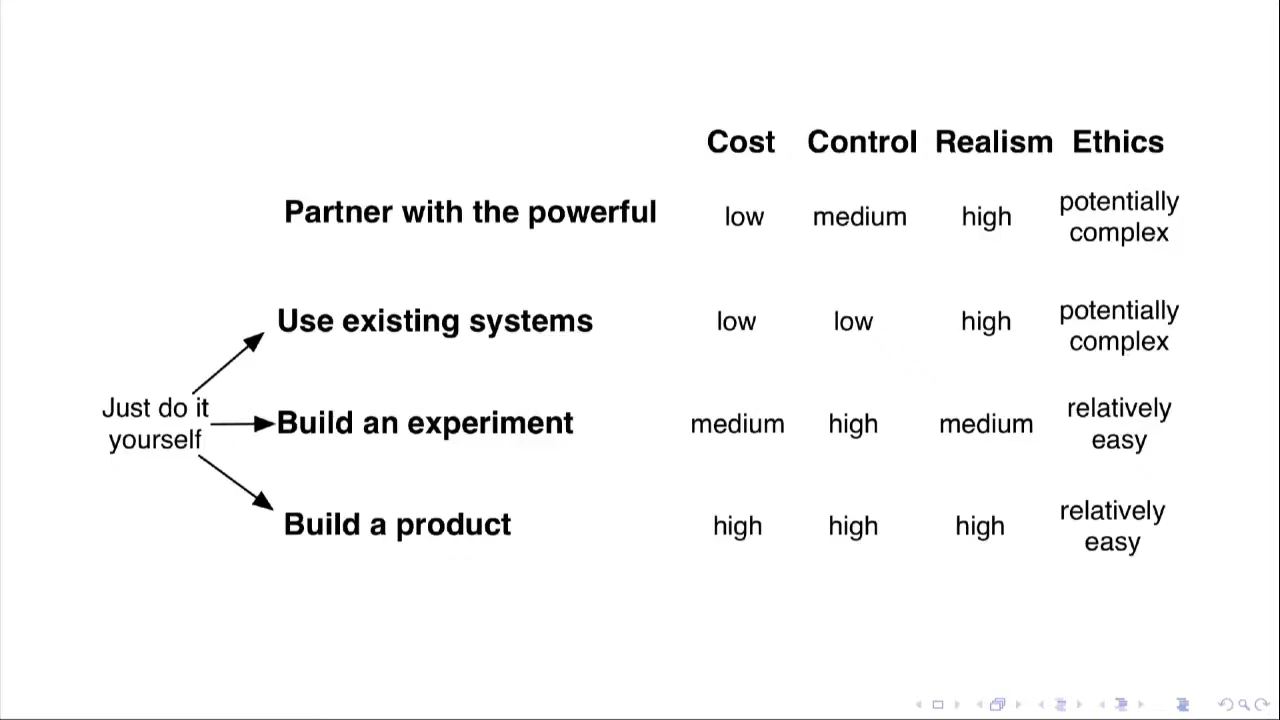 Cost Control Realism Ethics
Partner with the powerful low medium high potentially complex
Use existing systems low low high potentially complex
Just do it
yourself
Build an experiment medium high medium relatively easy
Build a product high high high relatively easy